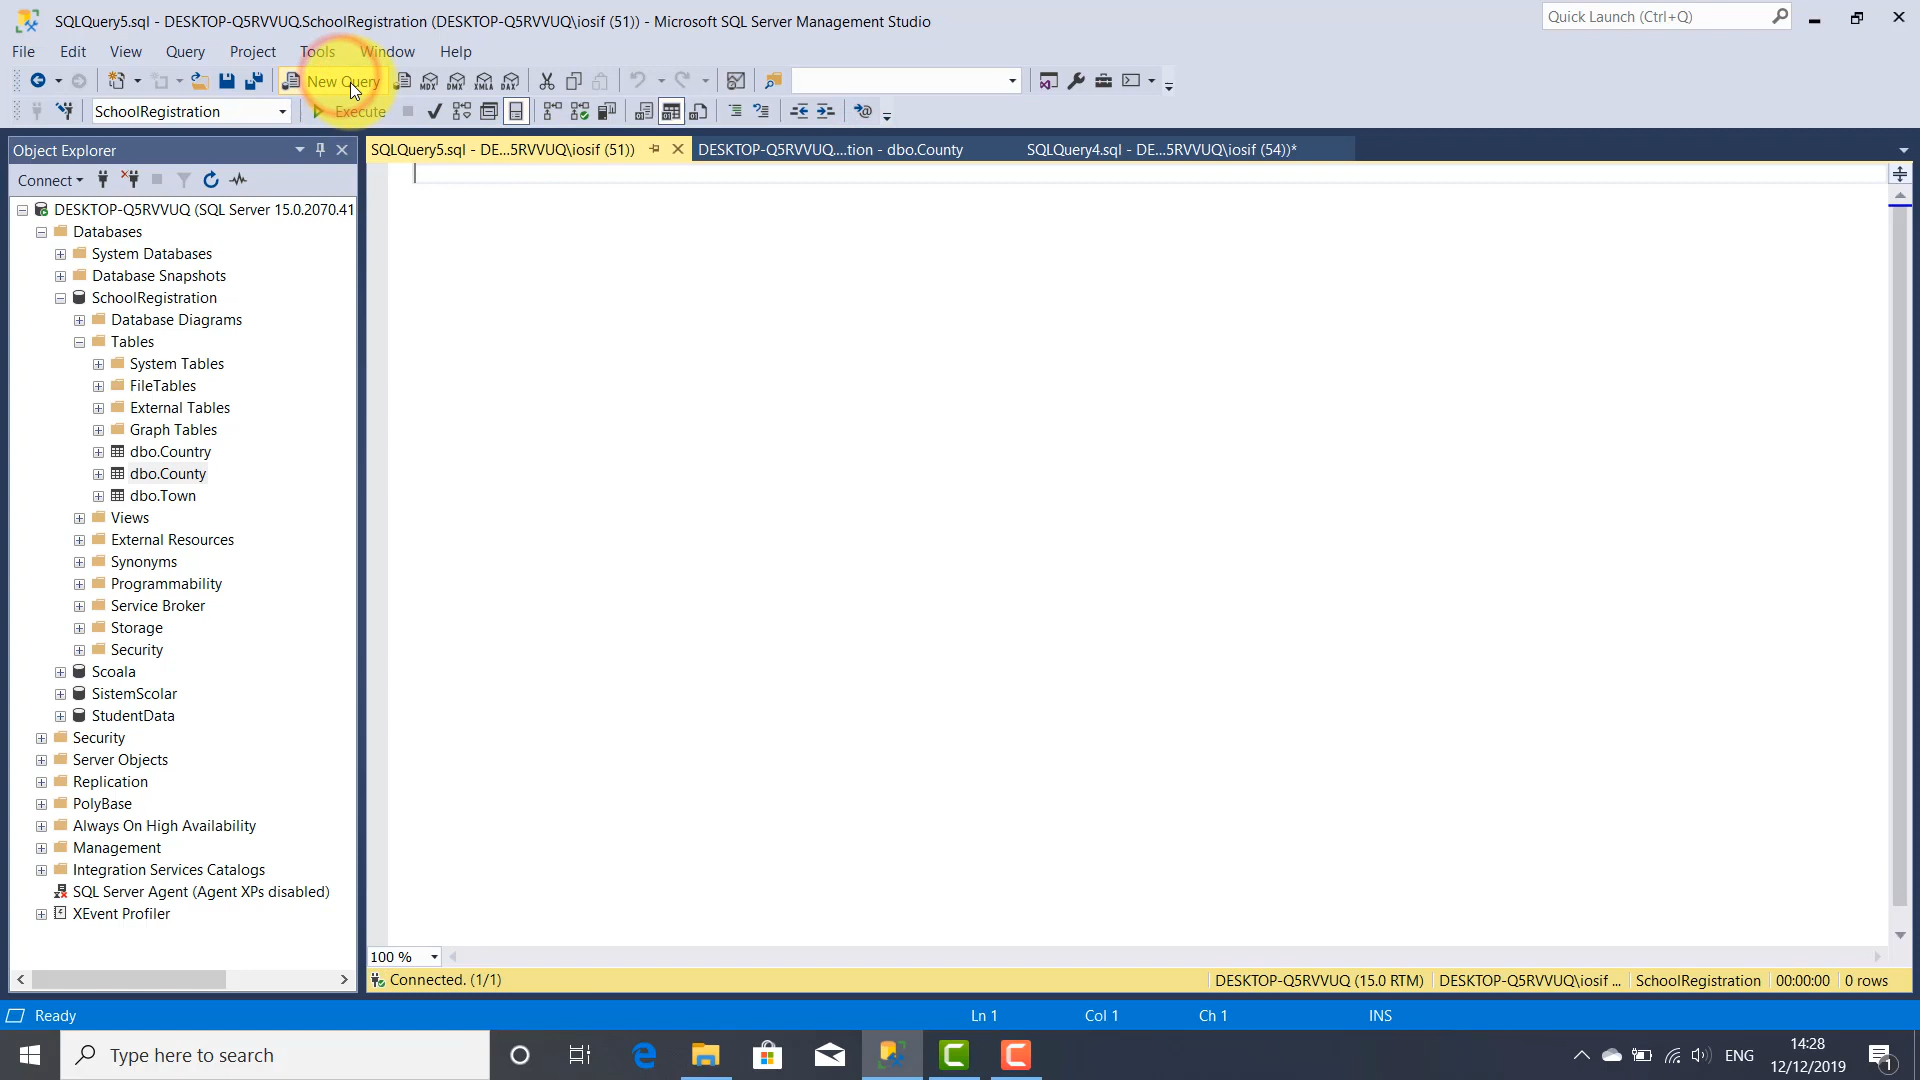 SQLQuery5.sql - DESKTOP-Q5RVVUQ.SchoolRegistration (DESKTOP-Q5RVVUQ\iosif (51)) - Microsoft SQL Server Management Studio
Quick Launch (Ctrl+Q)
File Edit View Query Project Tools Window Help
New Query
MDX DMX XMLA DAX
SchoolRegistration
Execute
Object Explorer
SQLQuery5.sql - DE...5RVVUQ\iosif (51))
DESKTOP-Q5RVVUQ....tion - dbo.County
SQLQuery4.sql - DE...5RVVUQ\iosif (54))*
Connect
DESKTOP-Q5RVVUQ (SQL Server 15.0.2070.41
Databases
System Databases
Database Snapshots
SchoolRegistration
Database Diagrams
Tables
System Tables
FileTables
External Tables
Graph Tables
dbo.Country
dbo.County
dbo.Town
Views
External Resources
Synonyms
Programmability
Service Broker
Storage
Security
Scoala
SistemScolar
StudentData
Security
Server Objects
Replication
PolyBase
Always On High Availability
Management
Integration Services Catalogs
SQL Server Agent (Agent XPs disabled)
XEvent Profiler
100 %
Connected. (1/1)
DESKTOP-Q5RVVUQ (15.0 RTM)
DESKTOP-Q5RVVUQ\iosif ...
SchoolRegistration
00:00:00
0 rows
Ready
Ln 1
Col 1
Ch 1
INS
Type here to search
ENG
14:28
12/12/2019
1